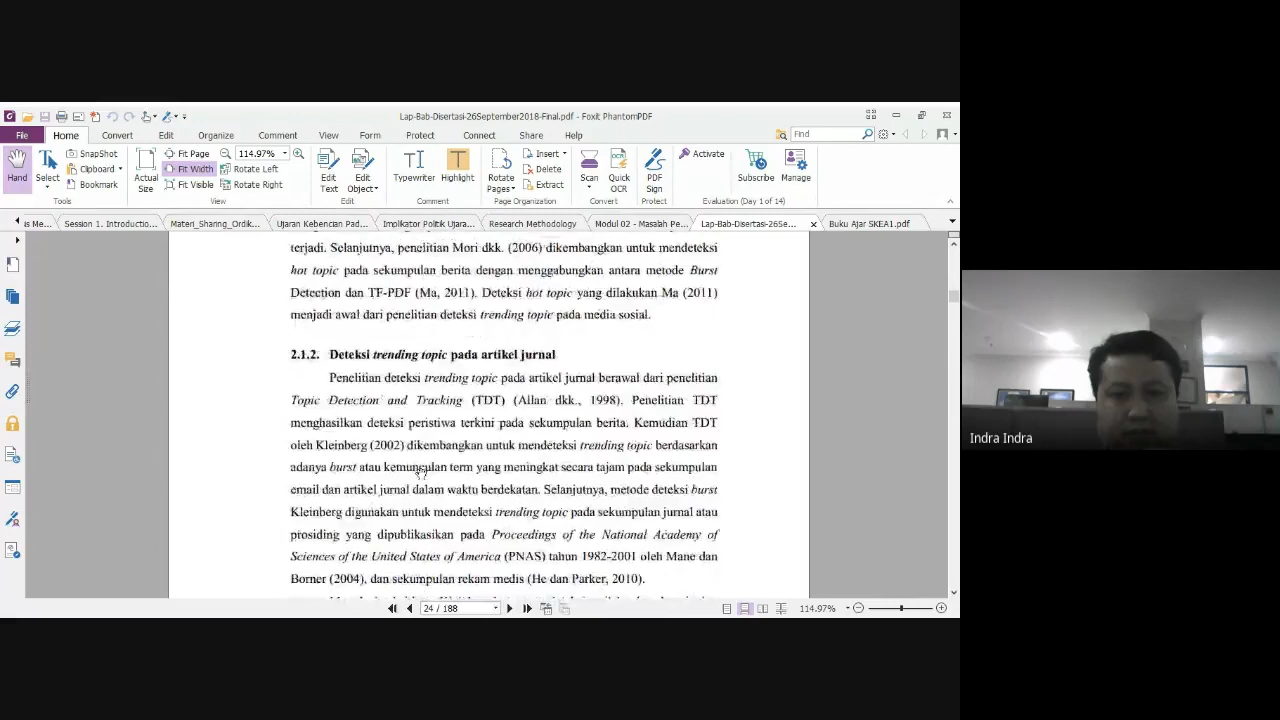 Lap-Bab-Disertasi-26September2018-Final.pdf - Foxit PhantomPDF
File Home Convert Edit Organize Comment View Form Protect Connect Share Help Find
SnapShot Fit Page 114.97% Insert Activate
Clipboard Fit Width Rotate Left Delete
Bookmark Fit Visible Rotate Right Extract
Hand Select Actual Size Edit Text Edit Object Typewriter Highlight Rotate Pages Scan Quick OCR PDF Sign Subscribe Manage
Tools View Edit Comment Page Organization Convert Protect Evaluation (Day 1 of 14)
is Me... Session 1. Introductio... Materi_Sharing_Ordik... Ujaran Kebencian Pad... Implikator Politik Ujara... Research Methodology Modul 02 - Masalah Pe... Lap-Bab-Disertasi-26Se... Buku Ajar SKEA1.pdf
terjadi. Selanjutnya, penelitian Mori dkk. (2006) dikembangkan untuk mendeteksi
hot topic pada sekumpulan berita dengan menggabungkan antara metode Burst
Detection dan TF-PDF (Ma, 2011). Deteksi hot topic yang dilakukan Ma (2011)
menjadi awal dari penelitian deteksi trending topic pada media sosial.
2.1.2. Deteksi trending topic pada artikel jurnal
Penelitian deteksi trending topic pada artikel jurnal berawal dari penelitian
Topic Detection and Tracking (TDT) (Allan dkk., 1998). Penelitian TDT
menghasilkan deteksi peristiwa terkini pada sekumpulan berita. Kemudian TDT
oleh Kleinberg (2002) dikembangkan untuk mendeteksi trending topic berdasarkan
adanya burst atau kemunculan term yang meningkat secara tajam pada sekumpulan
email dan artikel jurnal dalam waktu berdekatan. Selanjutnya, metode deteksi burst
Kleinberg digunakan untuk mendeteksi trending topic pada sekumpulan jurnal atau
prosiding yang dipublikasikan pada Proceedings of the National Academy of
Sciences of the United States of America (PNAS) tahun 1982-2001 oleh Mane dan
Borner (2004), dan sekumpulan rekam medis (He dan Parker, 2010).
24 / 188 114.97%
Indra Indra